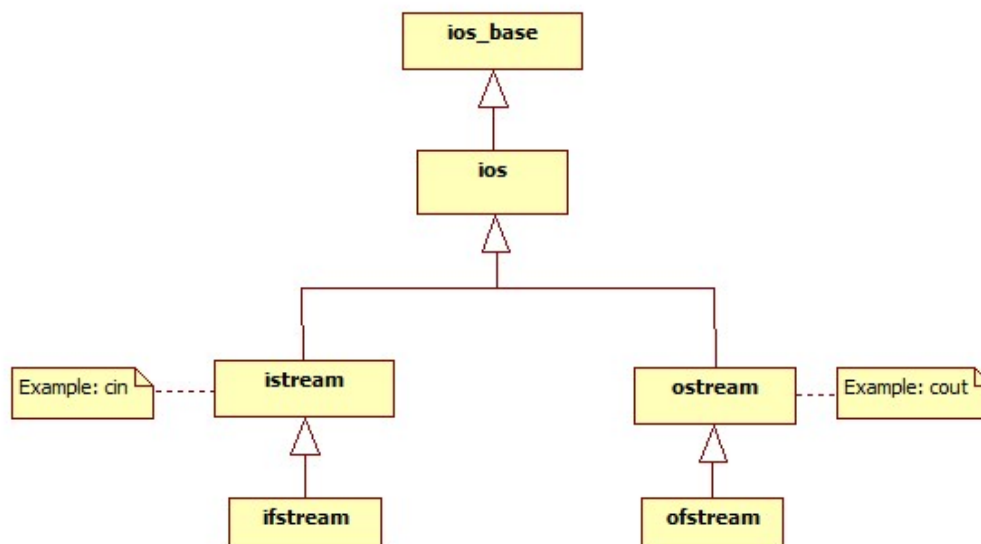 ios_base
ios
Example: cin
istream
ostream
Example: cout
ifstream
ofstream